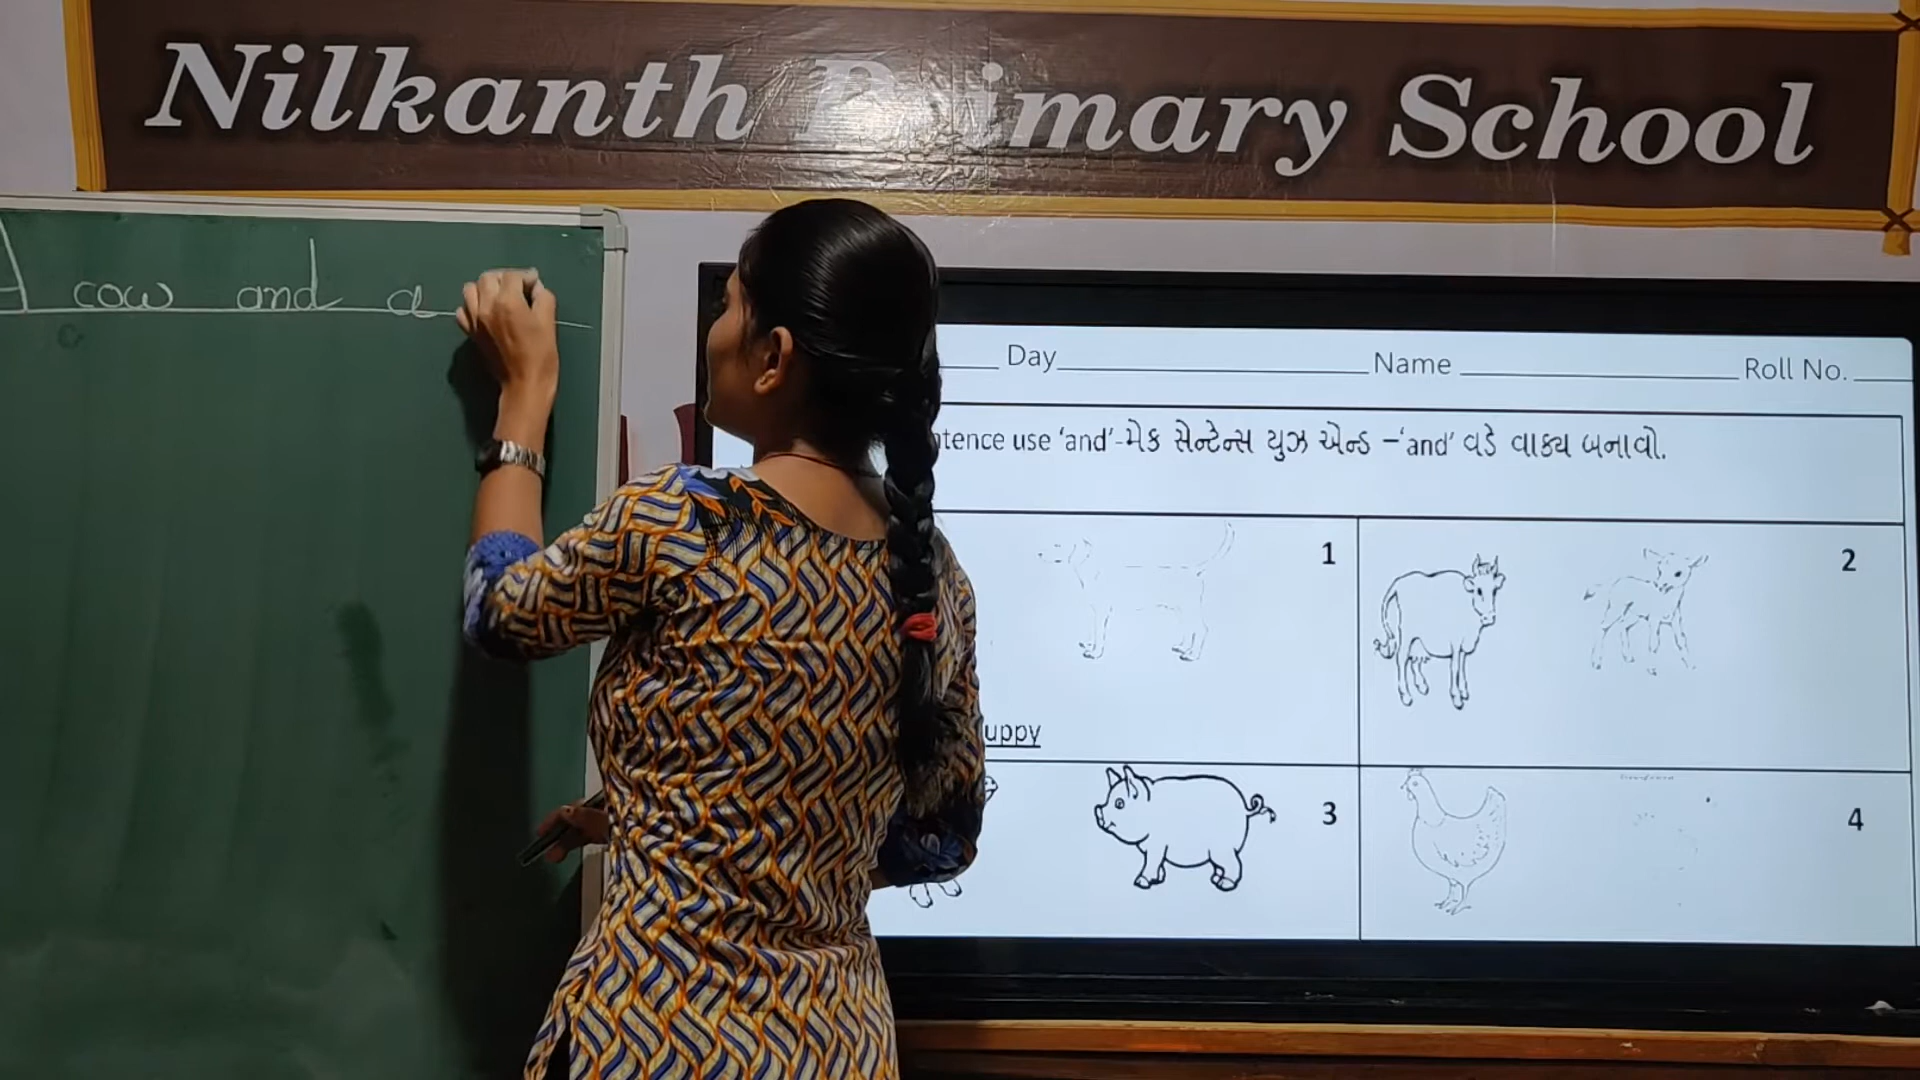 Nilkanth Primary School
A cow and a
Day Name Roll No.
tence use ‘and’-મેક સેન્ટેન્સ યુઝ એન્ડ –‘and’ વડે વાક્ય બનાવો.
1 2
uppy
3 4